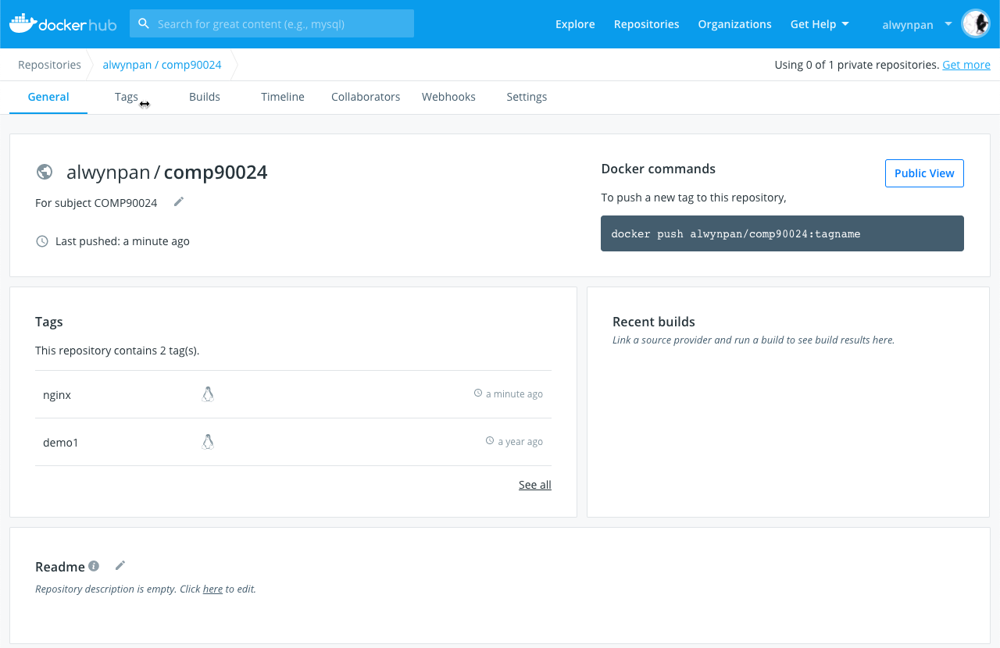 dockerhub
Search for great content (e.g., mysql)
Explore
Repositories
Organizations
Get Help
alwynpan
Repositories
alwynpan / comp90024
Using 0 of 1 private repositories. Get more
General
Tags
Builds
Timeline
Collaborators
Webhooks
Settings
alwynpan / comp90024
For subject COMP90024
Last pushed: a minute ago
Docker commands
Public View
To push a new tag to this repository,
docker push alwynpan/comp90024:tagname
Tags
This repository contains 2 tag(s).
nginx
a minute ago
demo1
a year ago
See all
Recent builds
Link a source provider and run a build to see build results here.
Readme
Repository description is empty. Click here to edit.